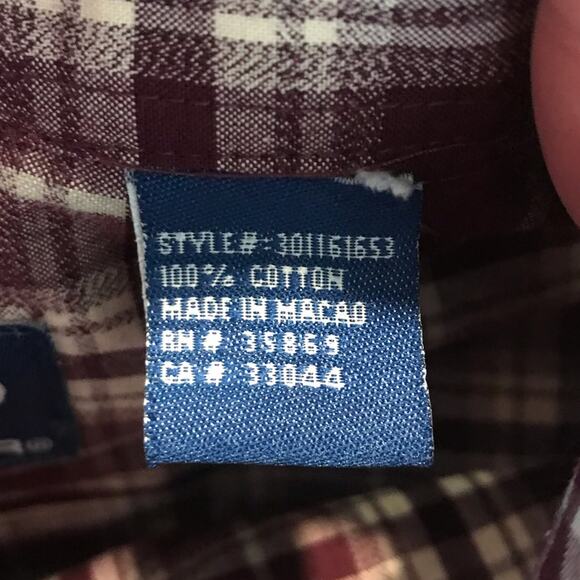 STYLE#: 301161653
100% COTTON
MADE IN MACAO
RN # 35869
CA # 33044